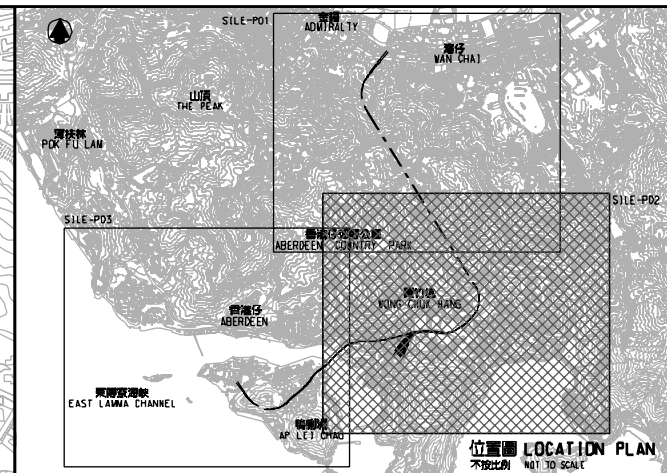 SILE-P01
金鐘
ADMIRALTY
灣仔
WAN CHAI
山頂
THE PEAK
薄扶林
POK FU LAM
SILE-P02
SILE-P03
香港仔郊野公園
ABERDEEN COUNTRY PARK
黃竹坑
WONG CHUK HANG
香港仔
ABERDEEN
東博寮海峽
EAST LAMMA CHANNEL
鴨脷洲
AP LEI CHAU
位置圖 LOCATION PLAN
不按比例 NOT TO SCALE